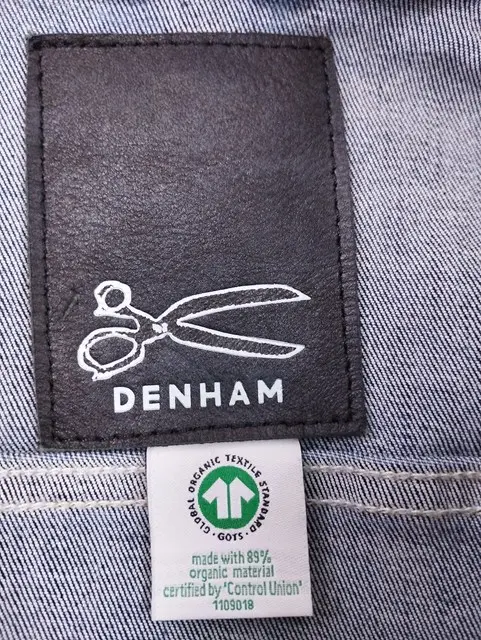 DENHAM
GLOBAL ORGANIC TEXTILE STANDARD
· GOTS ·
made with 89%
organic material
certified by 'Control Union'
1109018